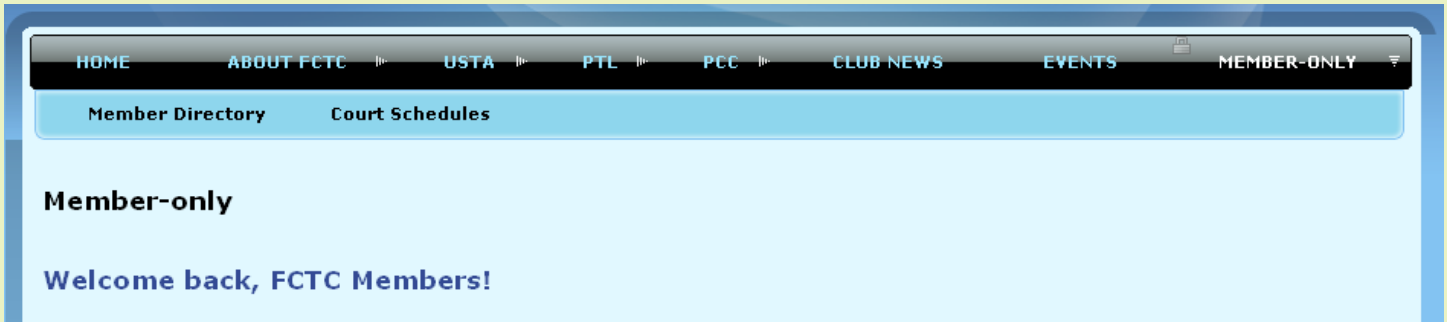 HOME ABOUT FCTC USTA PTL PCC CLUB NEWS EVENTS MEMBER-ONLY
Member Directory Court Schedules
Member-only
Welcome back, FCTC Members!